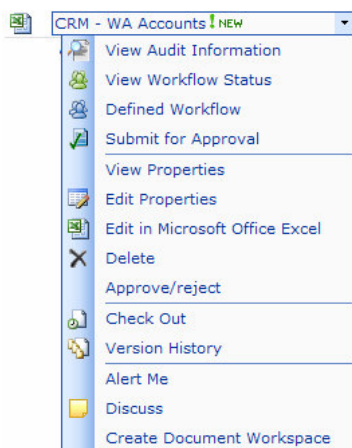 CRM - WA Accounts ! NEW
View Audit Information
View Workflow Status
Defined Workflow
Submit for Approval
View Properties
Edit Properties
Edit in Microsoft Office Excel
Delete
Approve/reject
Check Out
Version History
Alert Me
Discuss
Create Document Workspace